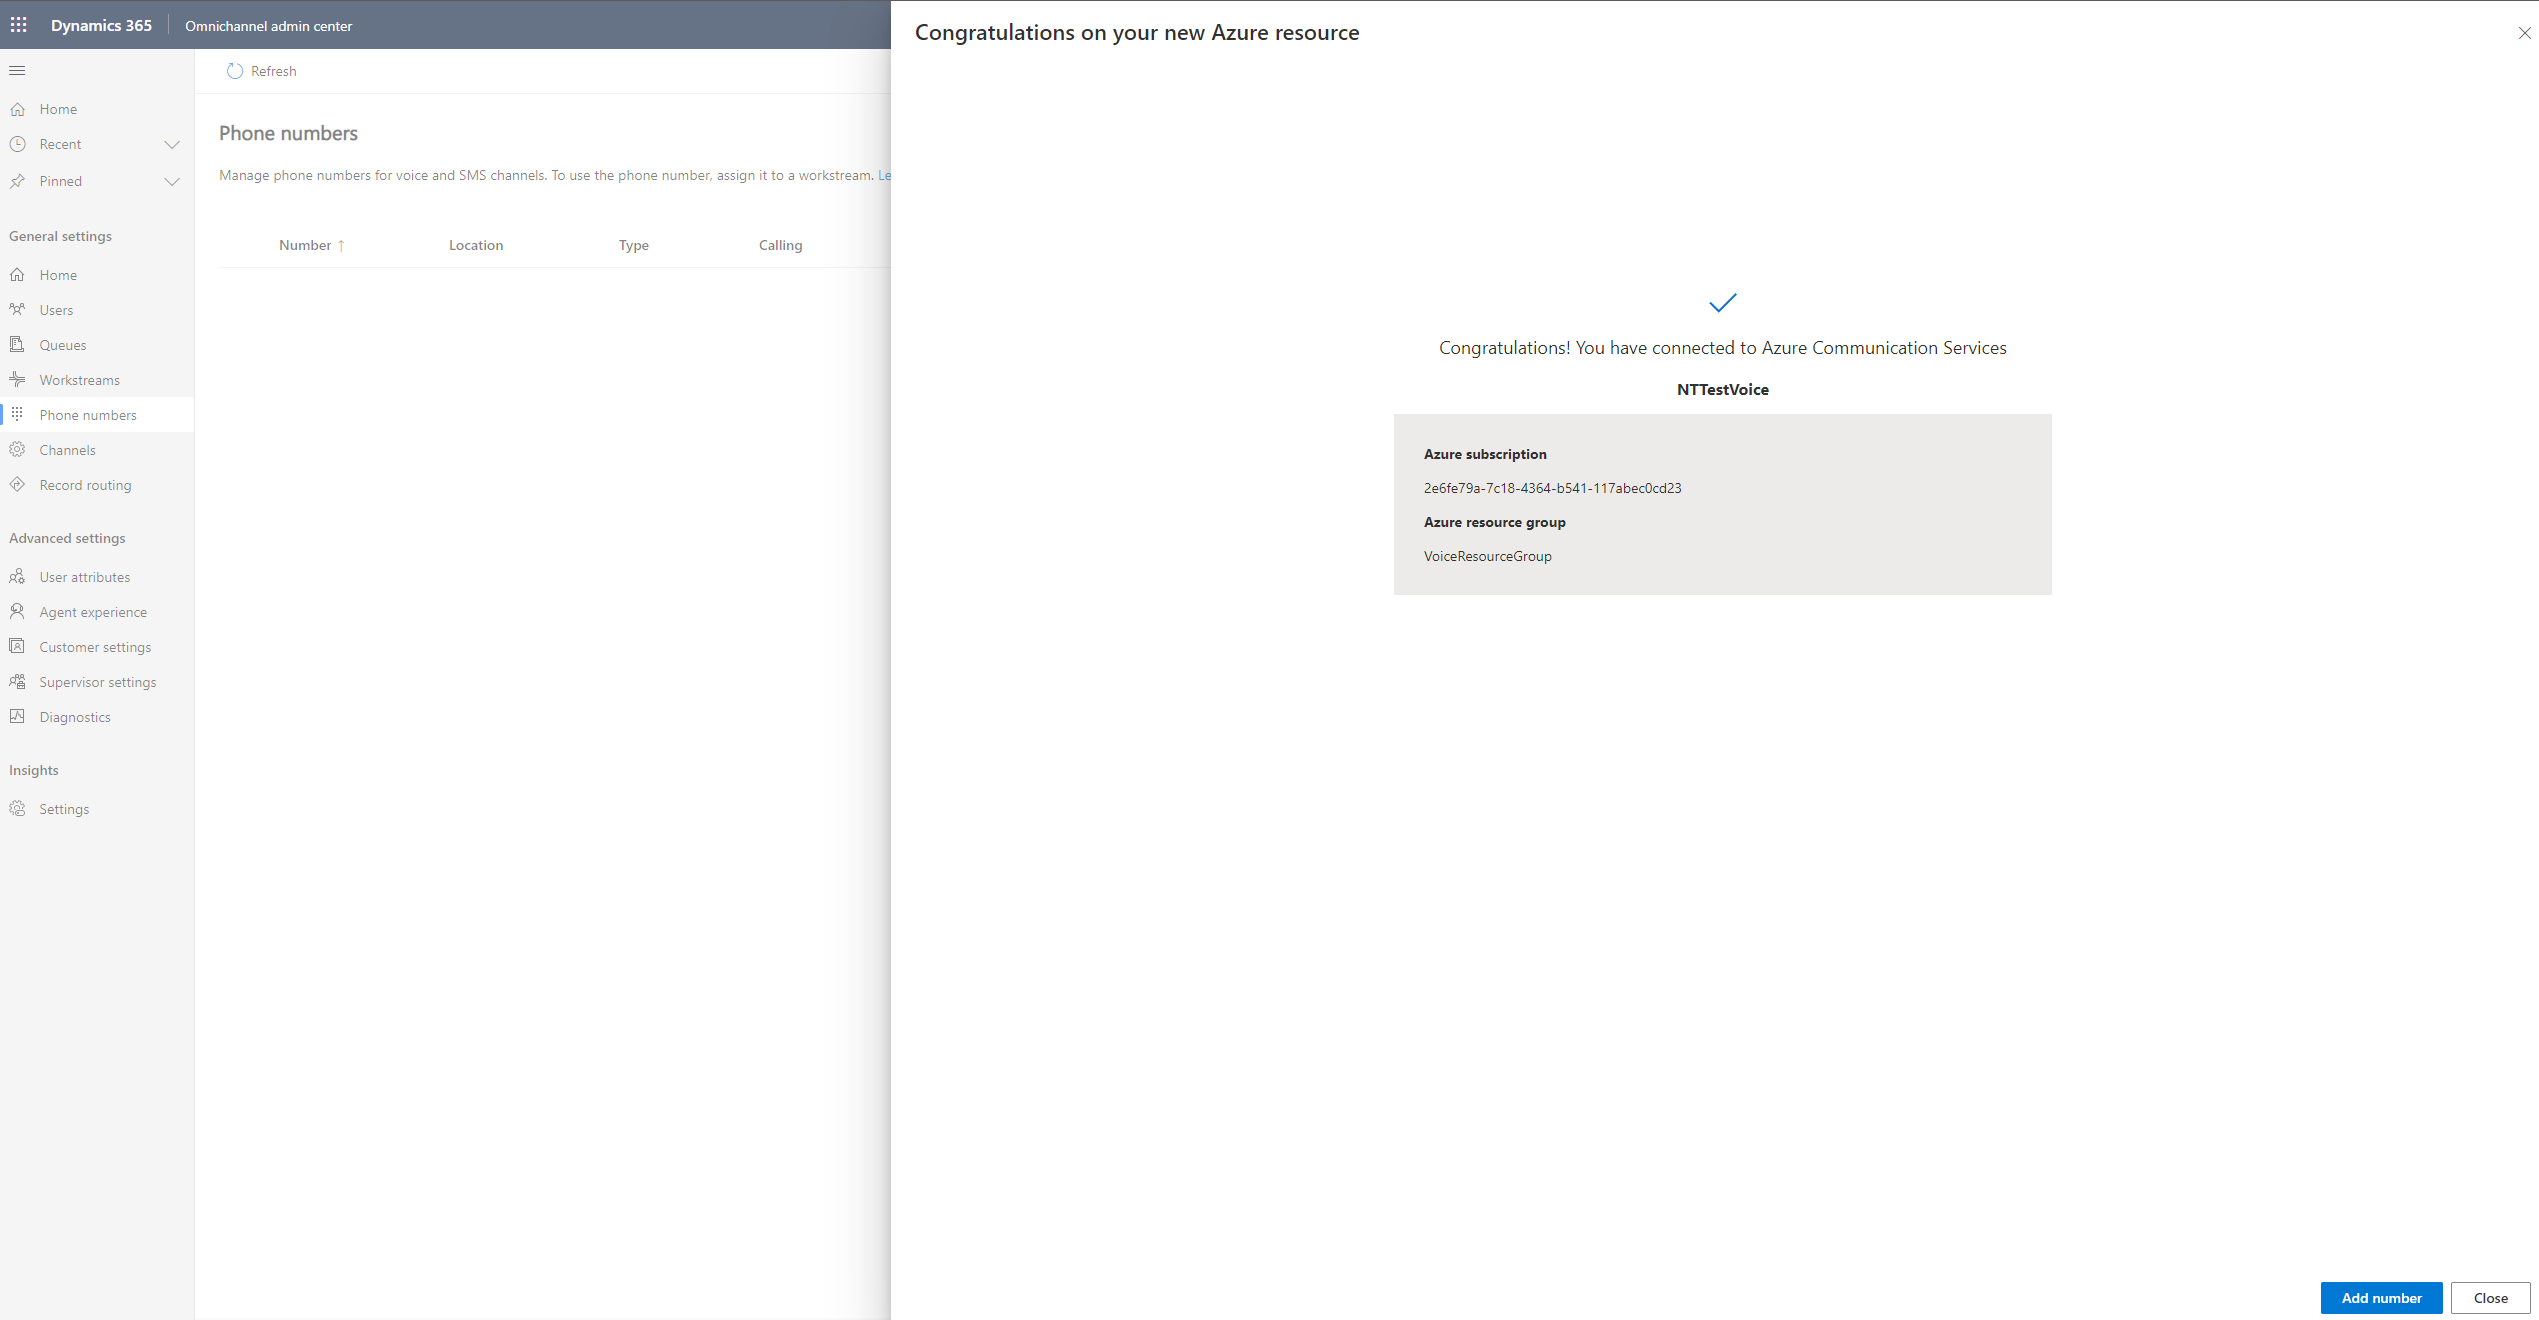 Dynamics 365
Omnichannel admin center
Home
Recent
Pinned
General settings
Home
Users
Queues
Workstreams
Phone numbers
Channels
Record routing
Advanced settings
User attributes
Agent experience
Customer settings
Supervisor settings
Diagnostics
Insights
Settings
Refresh
Phone numbers
Manage phone numbers for voice and SMS channels. To use the phone number, assign it to a workstream. Le
Number ↑ Location Type Calling
Congratulations on your new Azure resource
Congratulations! You have connected to Azure Communication Services
NTTestVoice
Azure subscription
2e6fe79a-7c18-4364-b541-117abec0cd23
Azure resource group
VoiceResourceGroup
Add number Close